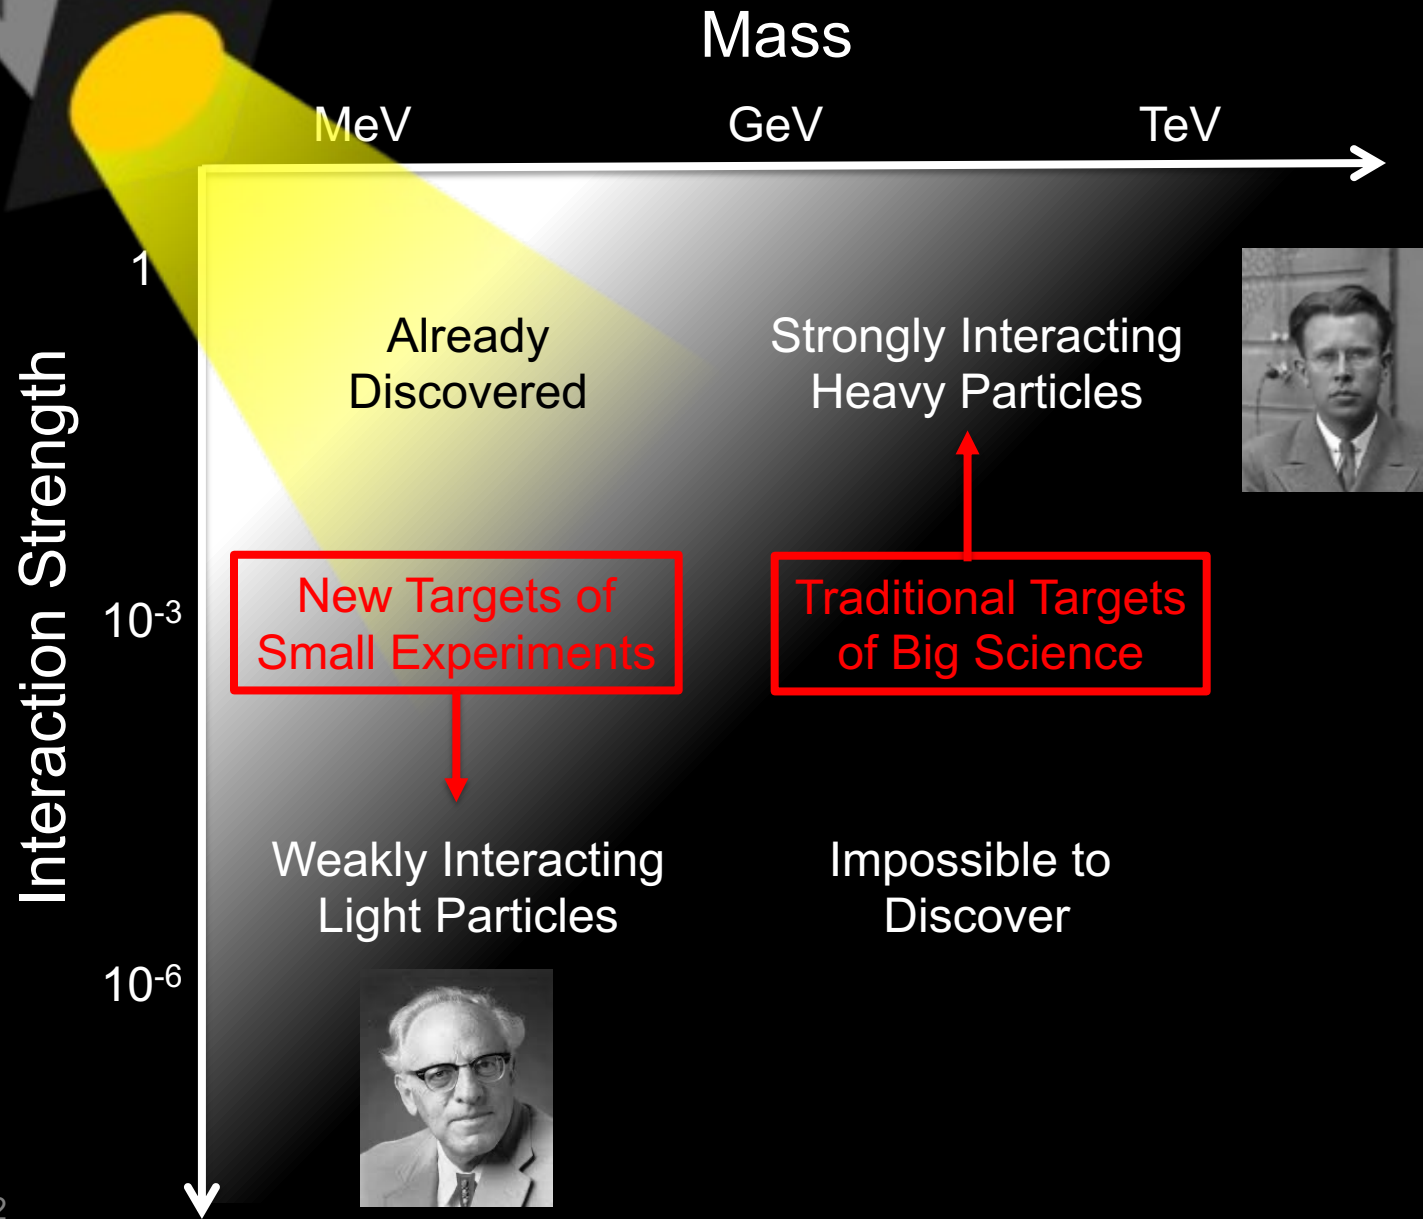 Mass
MeV GeV TeV
1
Already
Discovered
Strongly Interacting
Heavy Particles
Interaction Strength
10⁻³
New Targets of
Small Experiments
Traditional Targets
of Big Science
Weakly Interacting
Light Particles
Impossible to
Discover
10⁻⁶
2